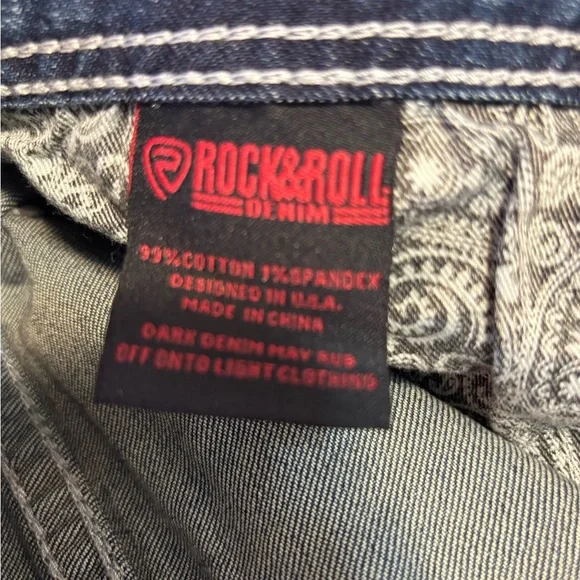 ROCK&ROLL
DENIM
99% COTTON 1% SPANDEX
DESIGNED IN U.S.A.
MADE IN CHINA
DARK DENIM MAY RUB
OFF ONTO LIGHT CLOTHING